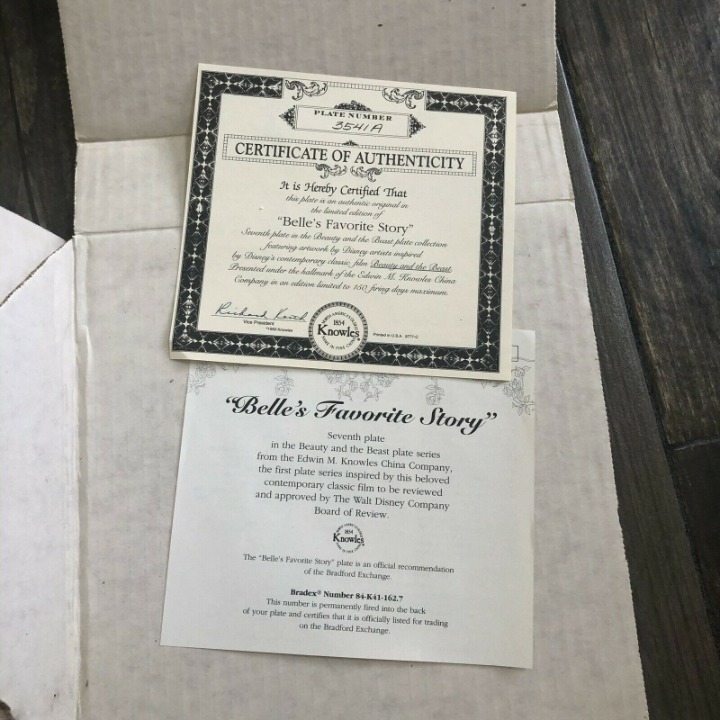 PLATE NUMBER
3541A
CERTIFICATE OF AUTHENTICITY
It is Hereby Certified That
this plate is an authentic original in
the limited edition of
"Belle's Favorite Story"
Seventh plate in the Beauty and the Beast plate collection
featuring artwork by Disney artists inspired
by Disney's contemporary classic film Beauty and the Beast.
Presented under the hallmark of the Edwin M. Knowles China
Company in an edition limited to 150 firing days maximum.
Vice President
1854
Knowles
Printed in U.S.A.
"Belle's Favorite Story"
Seventh plate
in the Beauty and the Beast plate series
from the Edwin M. Knowles China Company,
the first plate series inspired by this beloved
contemporary classic film to be reviewed
and approved by The Walt Disney Company
Board of Review.
1854
Knowles
The "Belle's Favorite Story" plate is an official recommendation
of the Bradford Exchange.
Bradex® Number 84-K41-162.7
This number is permanently fired into the back
of your plate and certifies that it is officially listed for trading
on the Bradford Exchange.